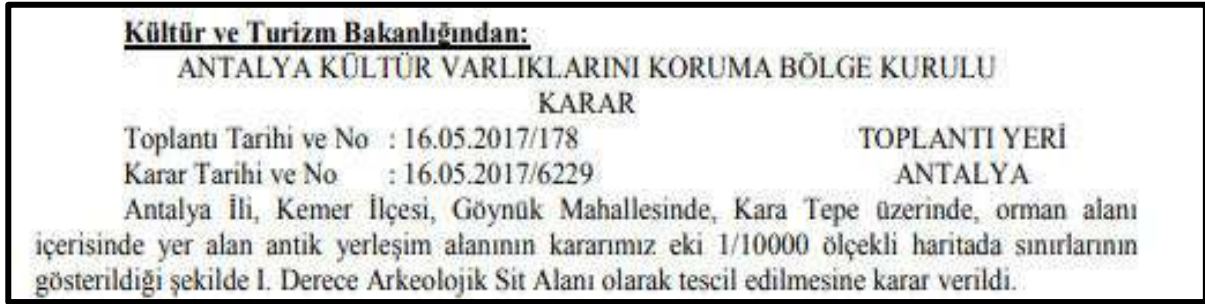 Kültür ve Turizm Bakanlığından:
ANTALYA KÜLTÜR VARLIKLARINI KORUMA BÖLGE KURULU
KARAR
Toplantı Tarihi ve No : 16.05.2017/178 TOPLANTI YERİ
Karar Tarihi ve No : 16.05.2017/6229 ANTALYA
Antalya İli, Kemer İlçesi, Göynük Mahallesinde, Kara Tepe üzerinde, orman alanı
içerisinde yer alan antik yerleşim alanının kararımız eki 1/10000 ölçekli haritada sınırlarının
gösterildiği şekilde I. Derece Arkeolojik Sit Alanı olarak tescil edilmesine karar verildi.